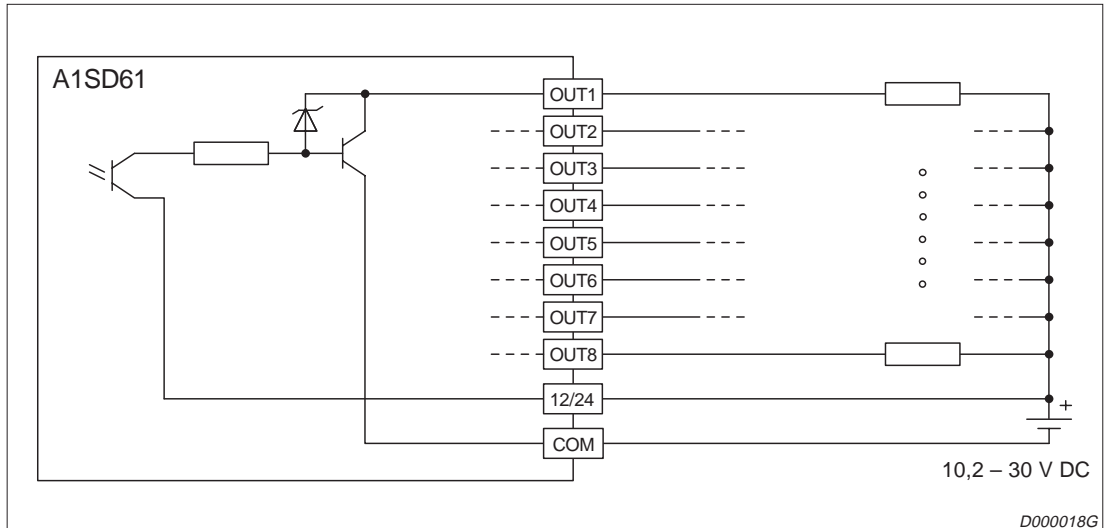 A1SD61
OUT1
OUT2
OUT3
OUT4
OUT5
OUT6
OUT7
OUT8
12/24
COM
+
10,2 – 30 V DC
D000018G